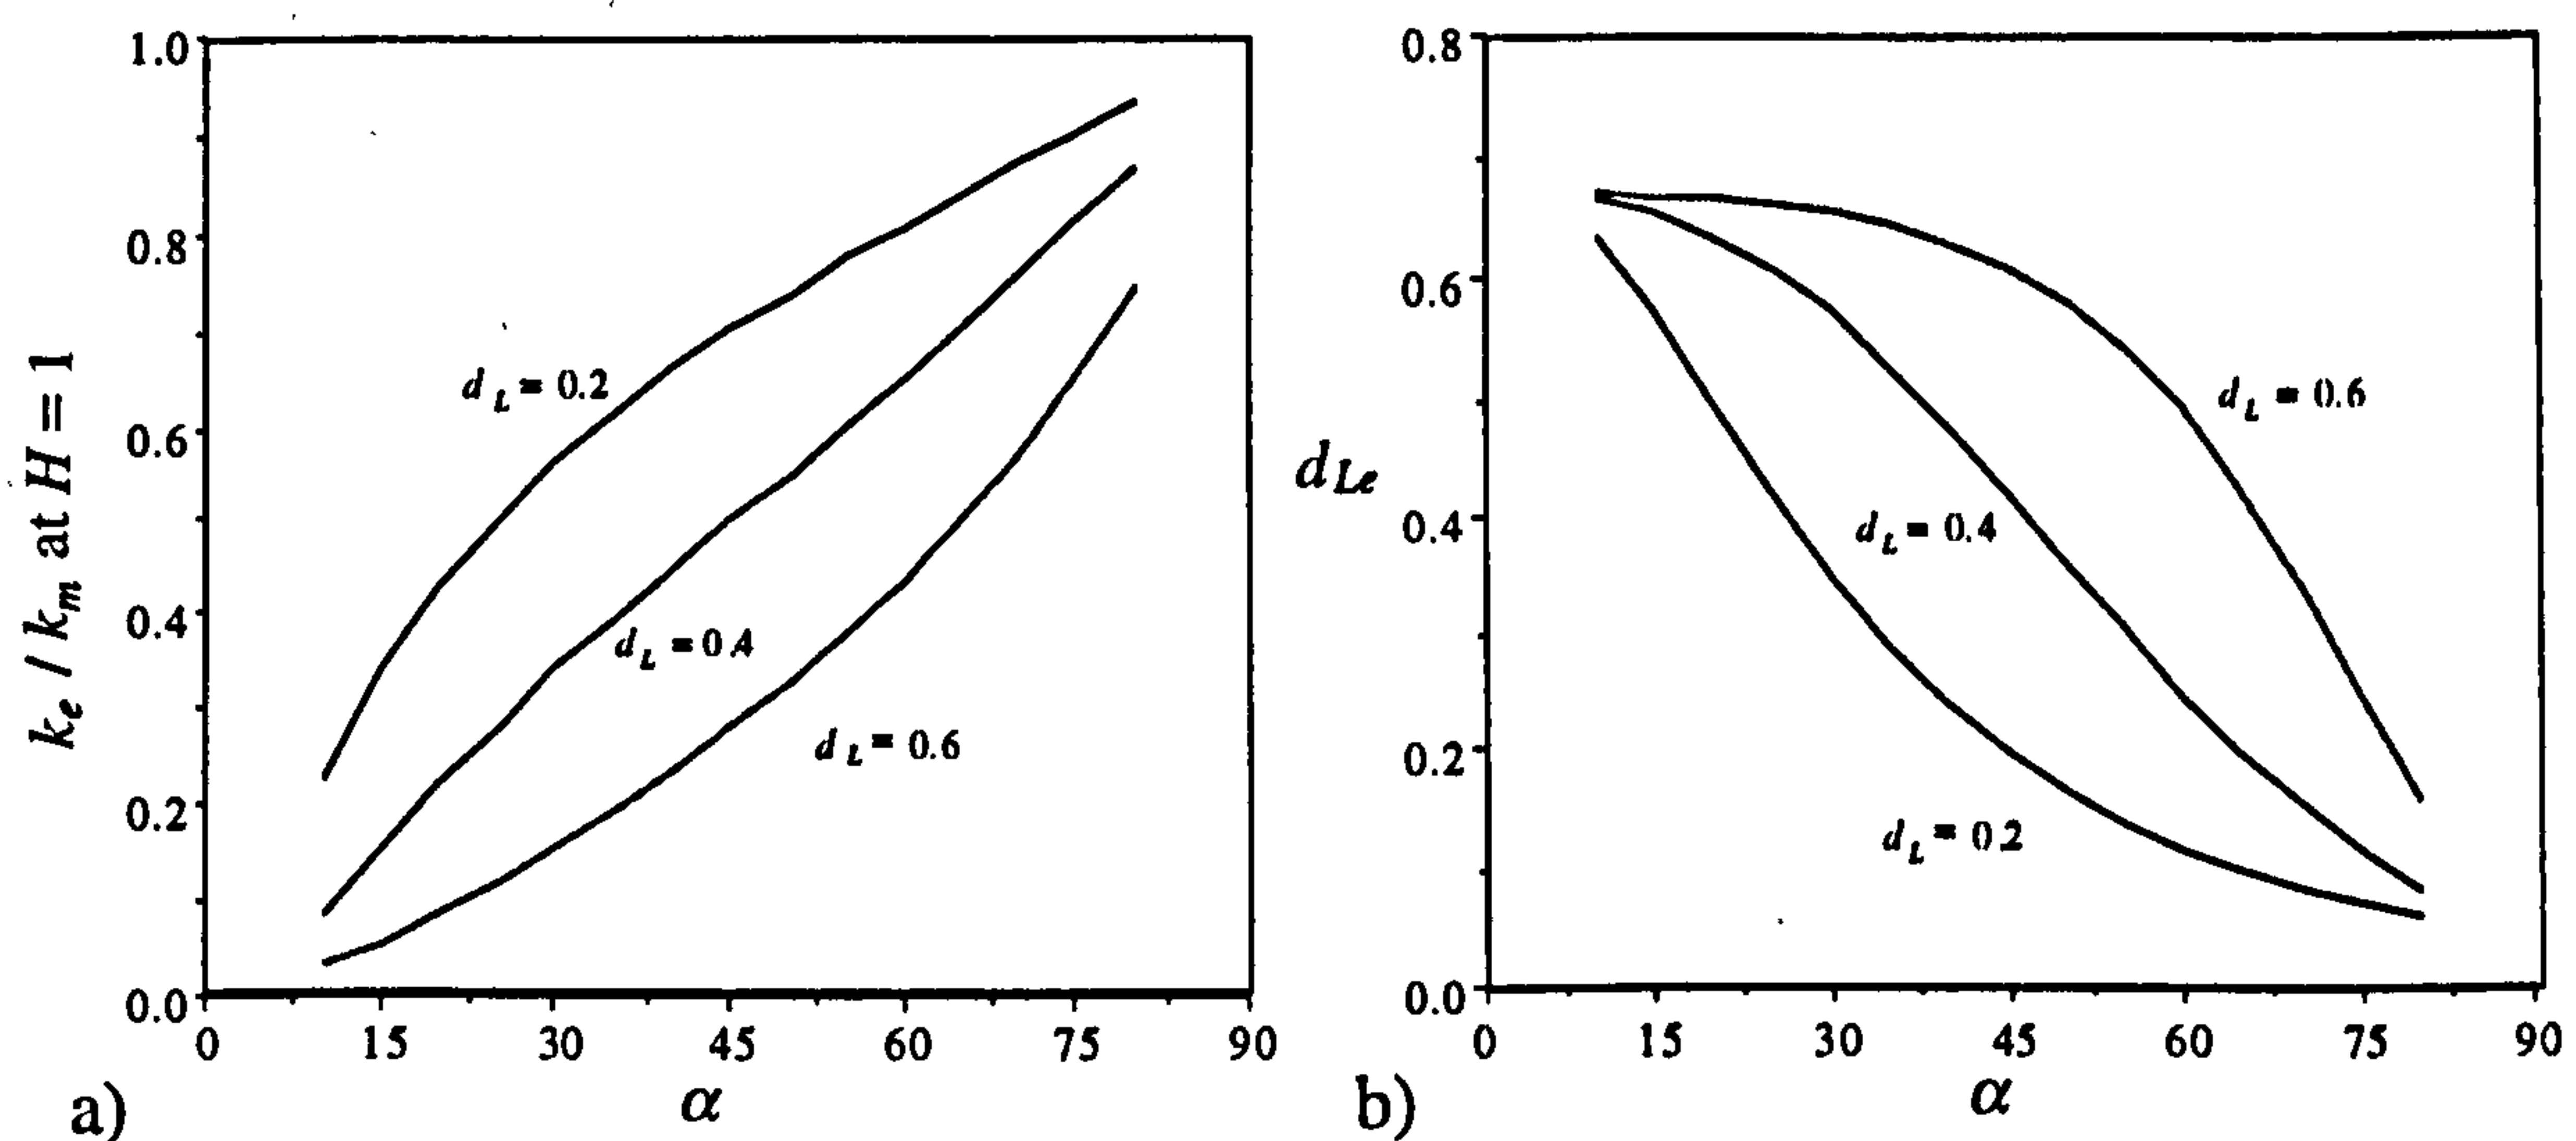 k_e / k_m at H = 1
1.0
0.8
0.6
0.4
0.2
0.0
d_L = 0.2
d_L = 0.4
d_L = 0.6
0 15 30 45 60 75 90
a) α
d_Le
0.8
0.6
0.4
0.2
0.0
d_L = 0.6
d_L = 0.4
d_L = 0.2
0 15 30 45 60 75 90
b) α